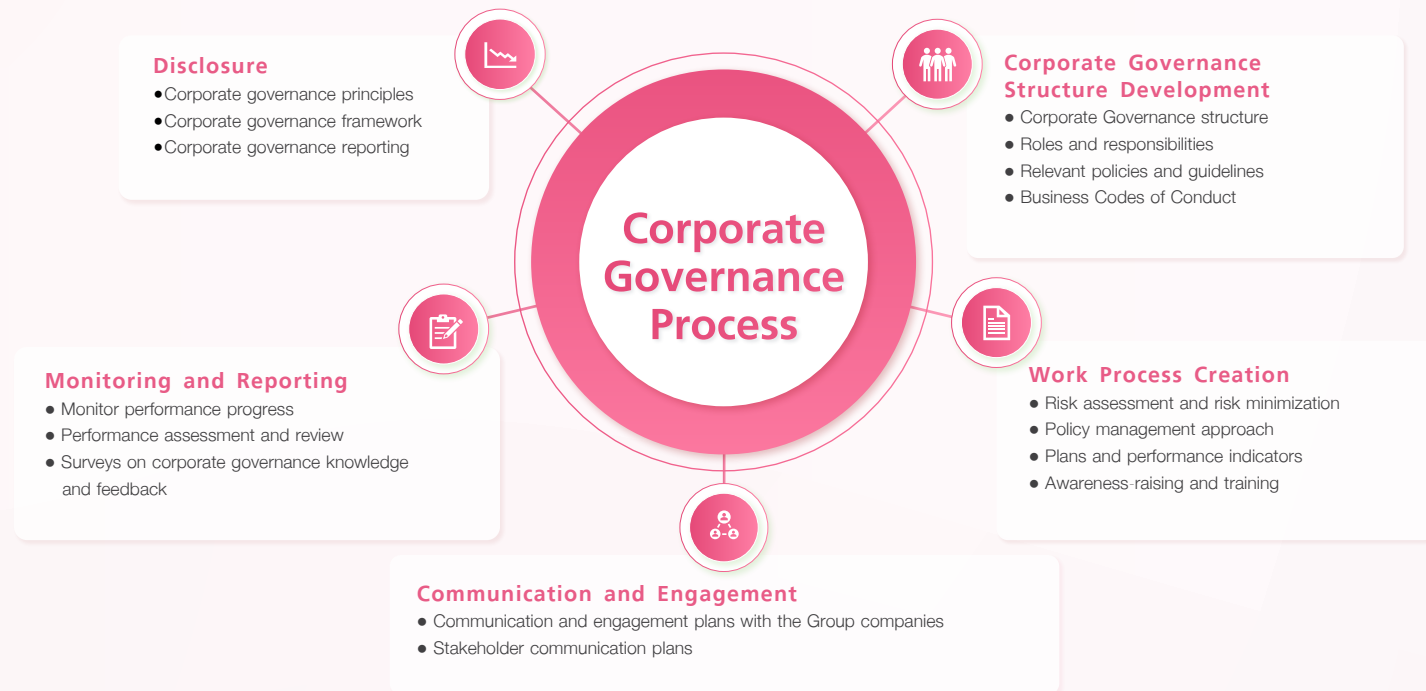 Disclosure
●Corporate governance principles
●Corporate governance framework
●Corporate governance reporting
Corporate Governance
Structure Development
● Corporate Governance structure
● Roles and responsibilities
● Relevant policies and guidelines
● Business Codes of Conduct
Corporate
Governance
Process
Monitoring and Reporting
● Monitor performance progress
● Performance assessment and review
● Surveys on corporate governance knowledge
and feedback
Work Process Creation
● Risk assessment and risk minimization
● Policy management approach
● Plans and performance indicators
● Awareness-raising and training
Communication and Engagement
● Communication and engagement plans with the Group companies
● Stakeholder communication plans